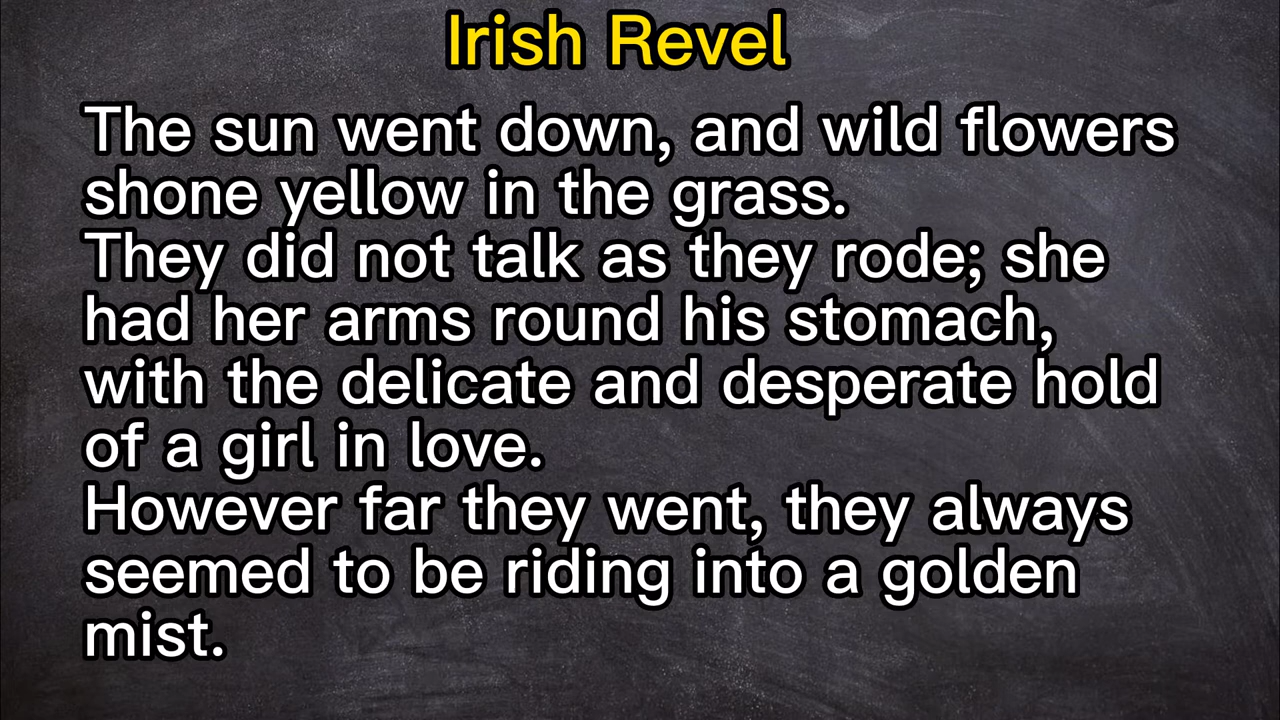 Irish Revel
The sun went down, and wild flowers
shone yellow in the grass.
They did not talk as they rode; she
had her arms round his stomach,
with the delicate and desperate hold
of a girl in love.
However far they went, they always
seemed to be riding into a golden
mist.